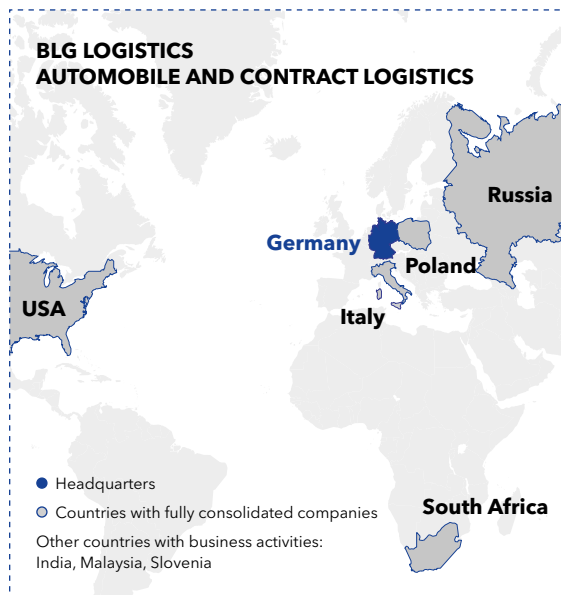 BLG LOGISTICS
AUTOMOBILE AND CONTRACT LOGISTICS
Russia
Germany
Poland
USA
Italy
Headquarters
South Africa
Countries with fully consolidated companies
Other countries with business activities:
India, Malaysia, Slovenia